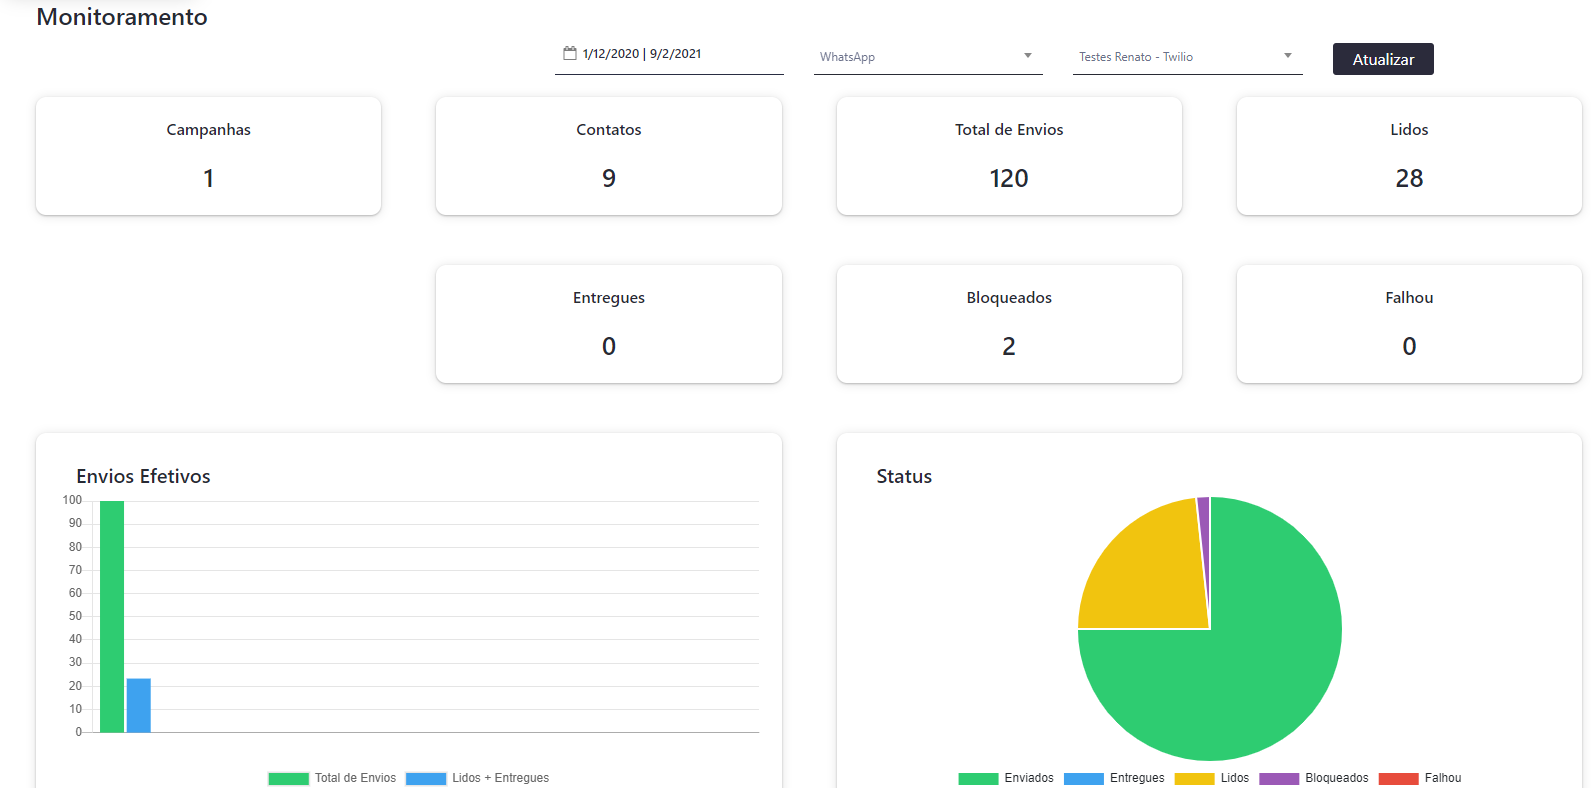 Monitoramento
1/12/2020 | 9/2/2021
WhatsApp
Testes Renato - Twilio
Atualizar
Campanhas
1
Contatos
9
Total de Envios
120
Lidos
28
Entregues
0
Bloqueados
2
Falhou
0
Envios Efetivos
100
90
80
70
60
50
40
30
20
10
0
Total de Envios
Lidos + Entregues
Status
Enviados
Entregues
Lidos
Bloqueados
Falhou